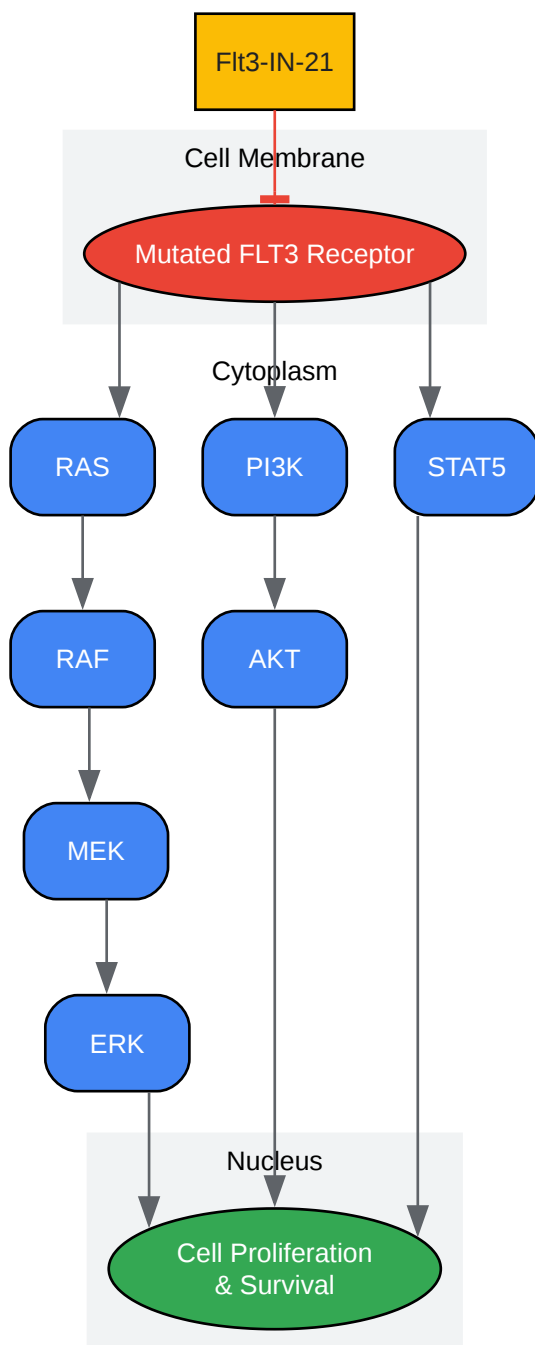 Flt3-IN-21
Cell Membrane
Mutated FLT3 Receptor
Cytoplasm
RAS
PI3K
STAT5
RAF
AKT
MEK
ERK
Nucleus
Cell Proliferation
& Survival